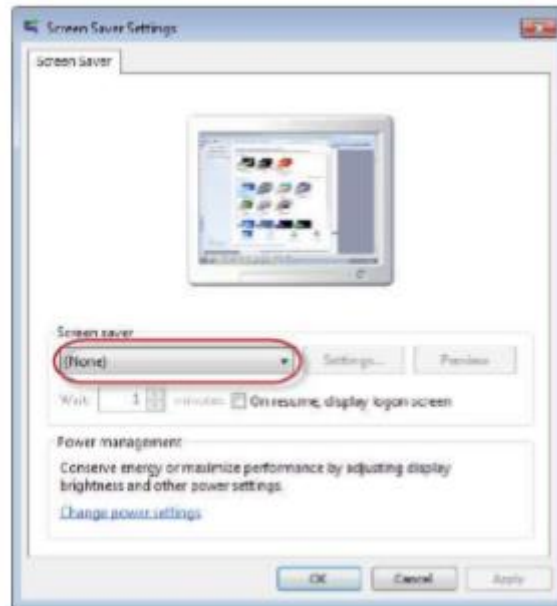 Screen Saver Settings
Screen Saver
Screen saver
(None)
Settings...
Preview
Wait:
1
minutes
On resume, display logon screen
Power management
Conserve energy or maximize performance by adjusting display
brightness and other power settings.
Change power settings
OK
Cancel
Apply